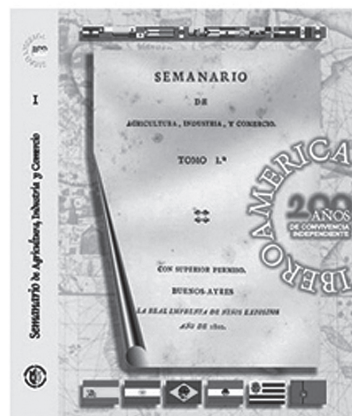 I
Semanario de Agricultura, Industria y Comercio
SEMANARIO
DE
AGRICULTURA, INDUSTRIA, Y COMERCIO.
TOMO I.º
CON SUPERIOR PERMISO.
BUENOS-AYRES
LA REAL IMPRENTA DE NIÑOS EXPOSITOS
AÑO DE 1802.
IBEROAMERICA
200
AÑOS
DE CONVIVENCIA
INDEPENDIENTE